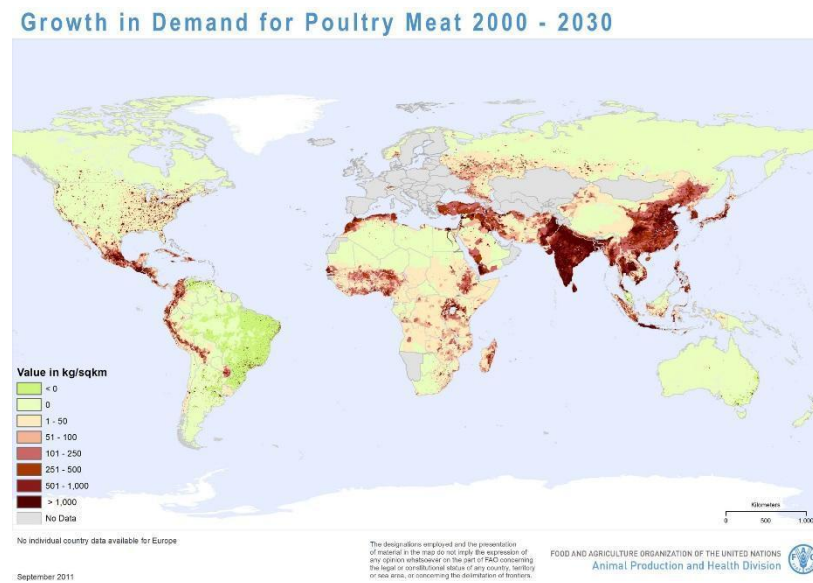 Growth in Demand for Poultry Meat 2000 - 2030
Value in kg/sqkm
< 0
0
1 - 50
51 - 100
101 - 250
251 - 500
501 - 1,000
> 1,000
No Data
Kilometers
0 500 1,000
No individual country data available for Europe
September 2011
The designations employed and the presentation
of material in the map do not imply the expression of
any opinion whatsoever on the part of FAO concerning
the legal or constitutional status of any country, territory
or sea area, or concerning the delimitation of frontiers.
FOOD AND AGRICULTURE ORGANIZATION OF THE UNITED NATIONS
Animal Production and Health Division